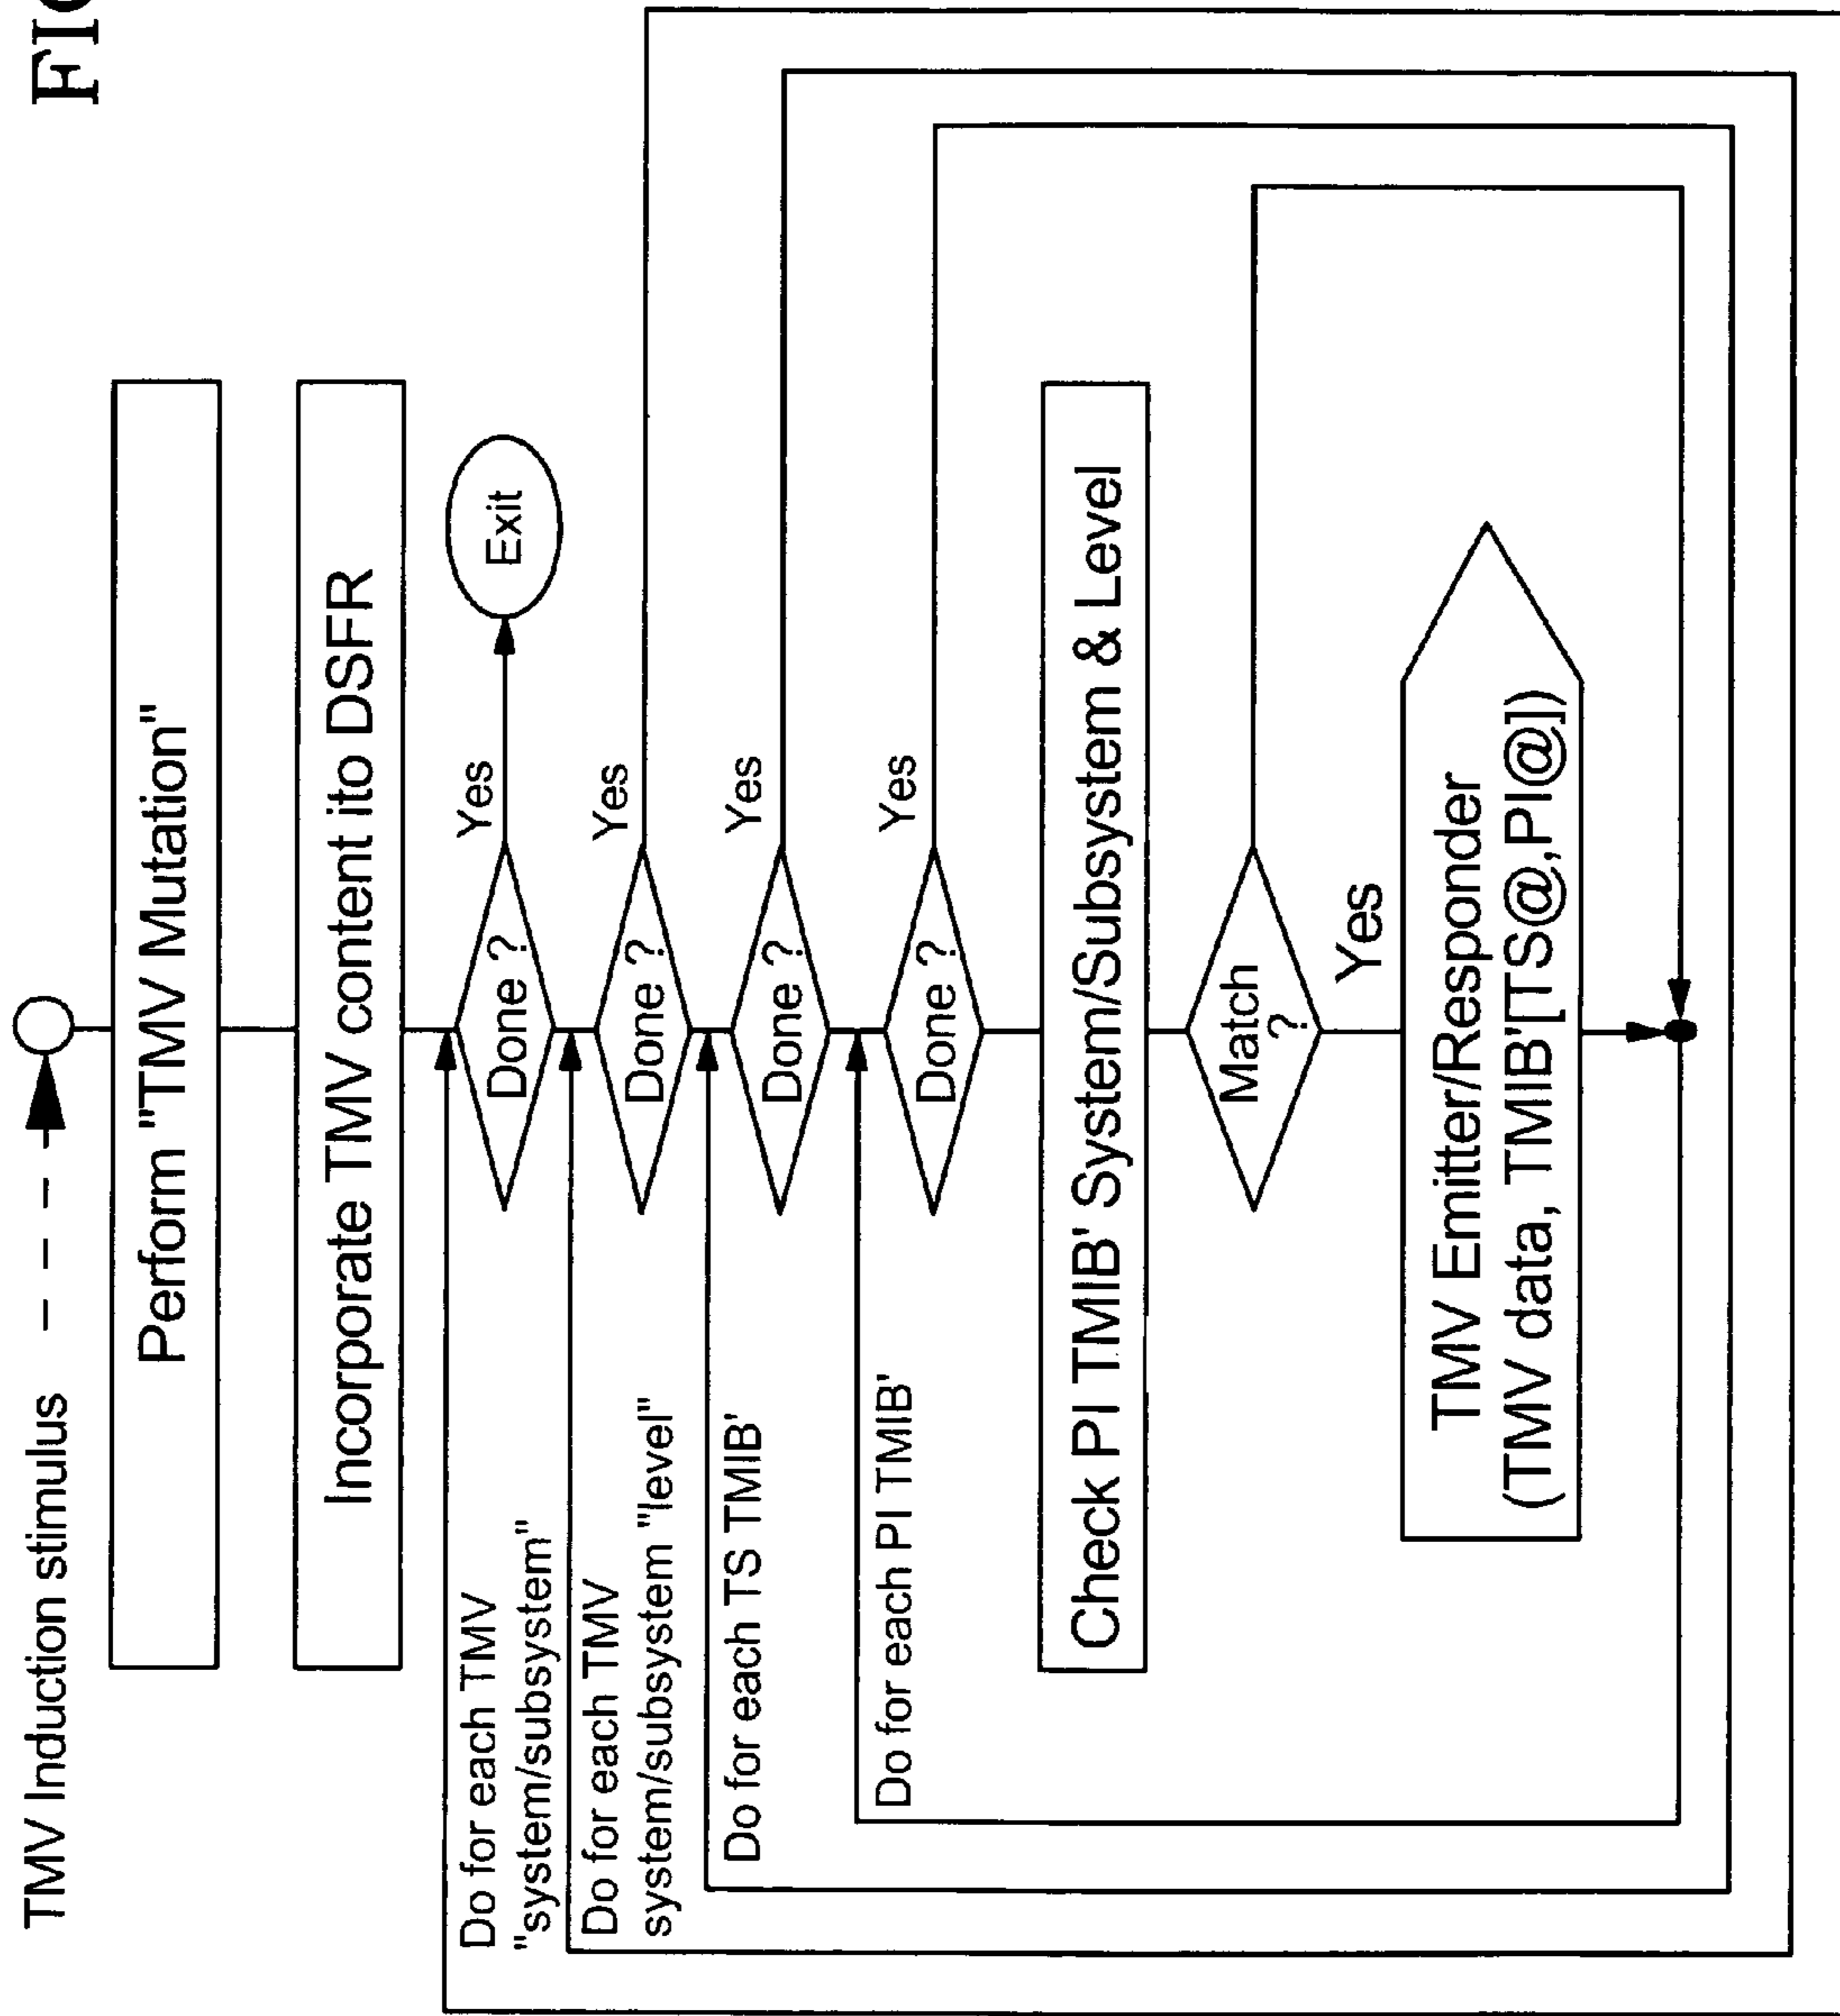 FIG
TMV Induction stimulus
Perform "TMV Mutation"
Incorporate TMV content ito DSFR
Do for each TMV
"system/subsystem"
Done ?
Yes
Exit
Do for each TMV
system/subsystem "level"
Done ?
Yes
Do for each TS TMIB'
Done ?
Yes
Do for each PI TMIB'
Done ?
Yes
Check PI TMIB' System/Subsystem & Level
Match
?
Yes
TMV Emitter/Responder
(TMV data, TMIB'[TS@,PI@])